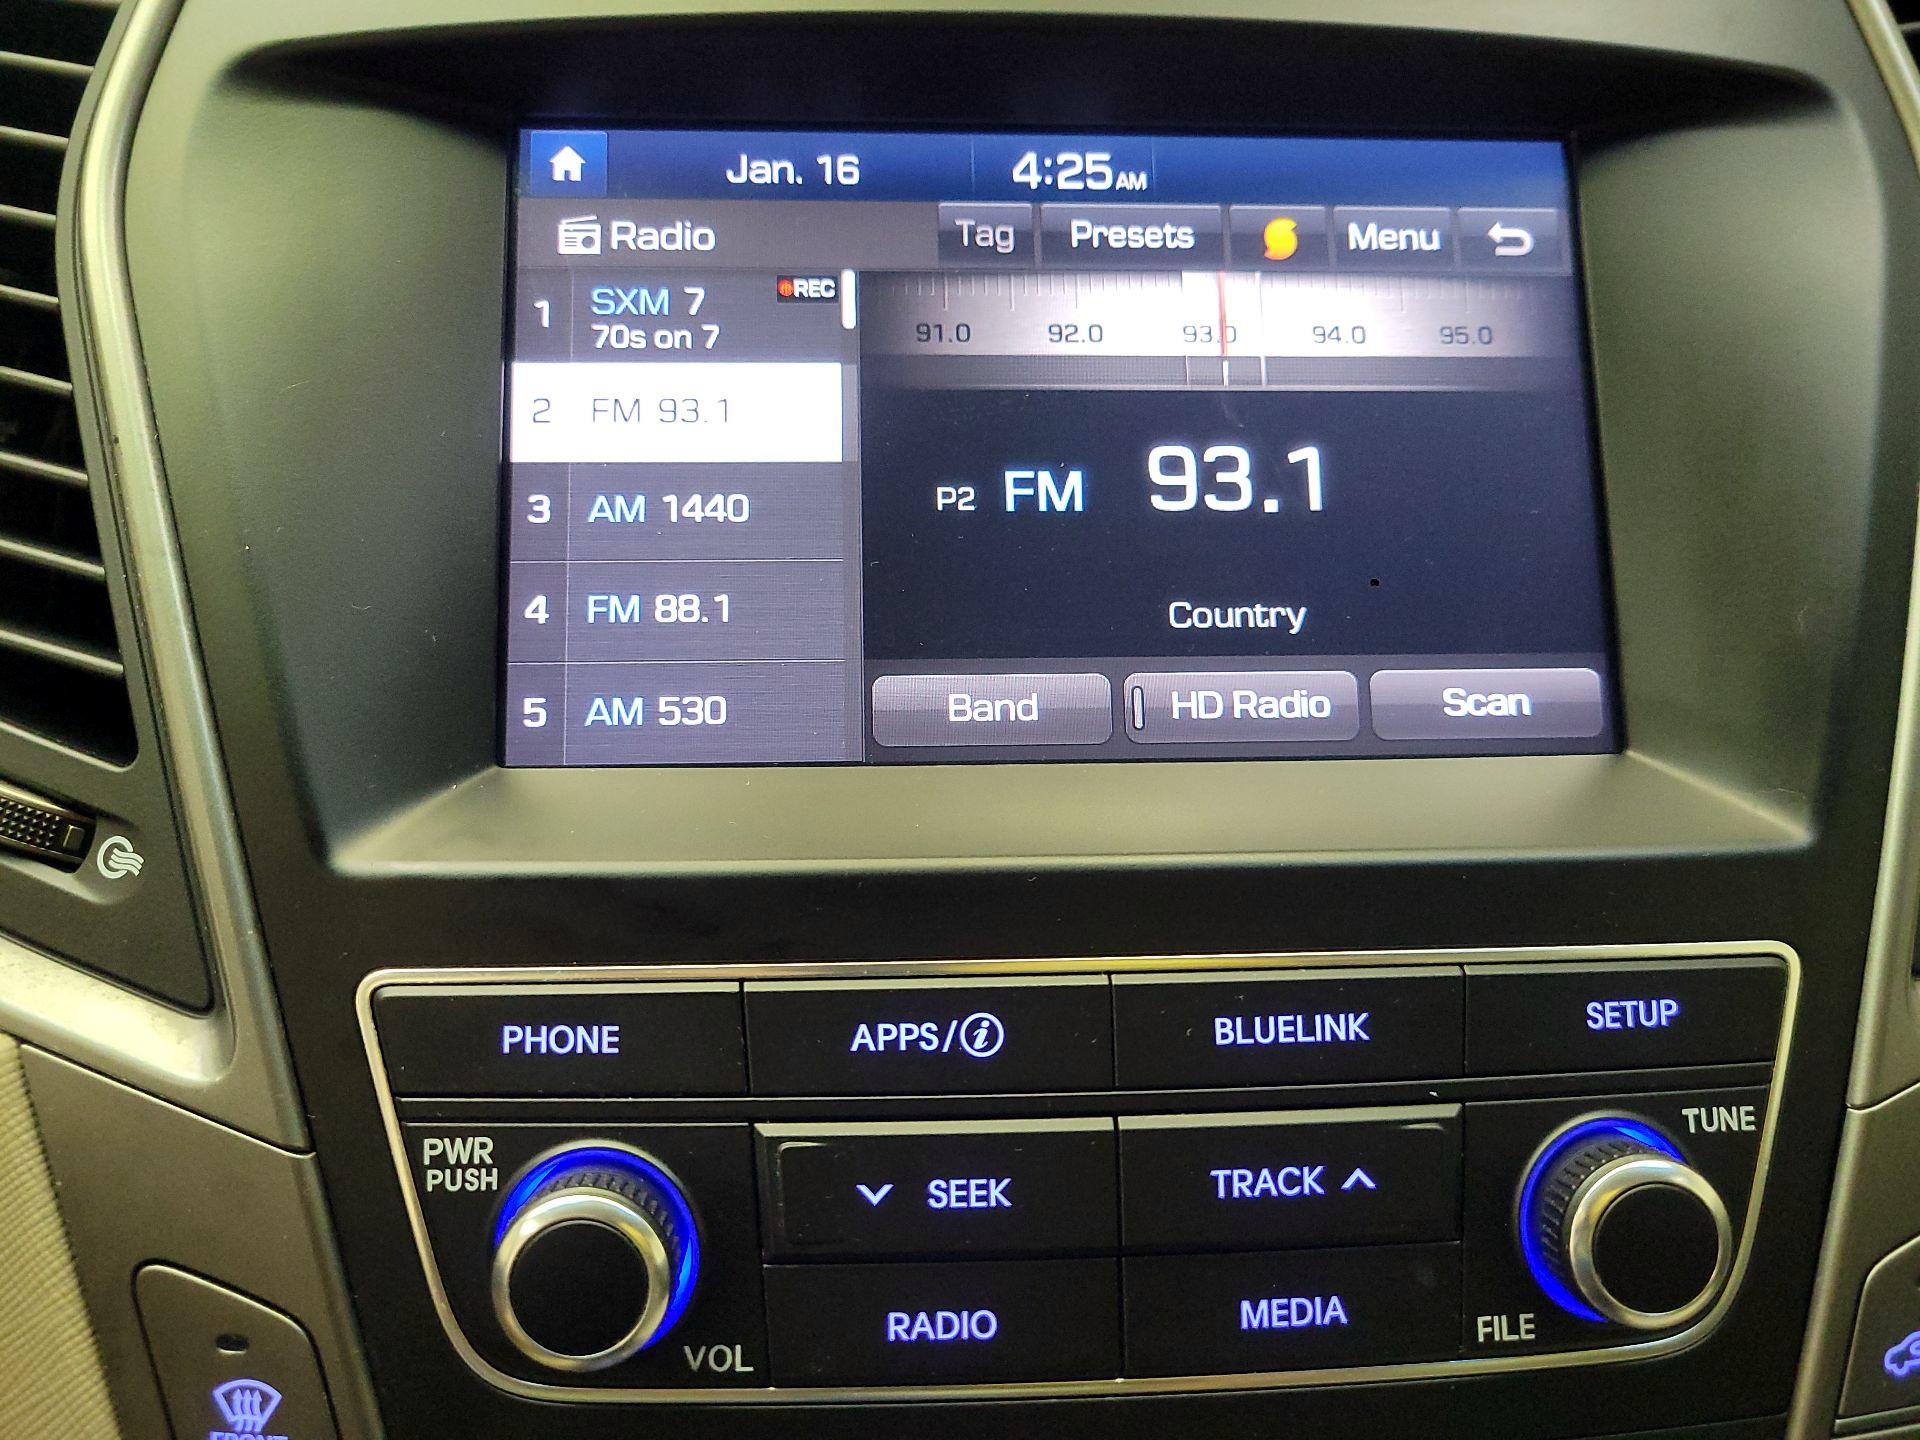 Jan. 16 4:25 AM
Radio Tag Presets Menu
1 SXM 7 REC
70s on 7
2 FM 93.1
3 AM 1440
4 FM 88.1
5 AM 530
91.0 92.0 93.0 94.0 95.0
P2 FM 93.1
Country
Band HD Radio Scan
PHONE APPS/i BLUELINK SETUP
PWR
PUSH
VOL
SEEK TRACK
RADIO MEDIA
TUNE
FILE
FRONT